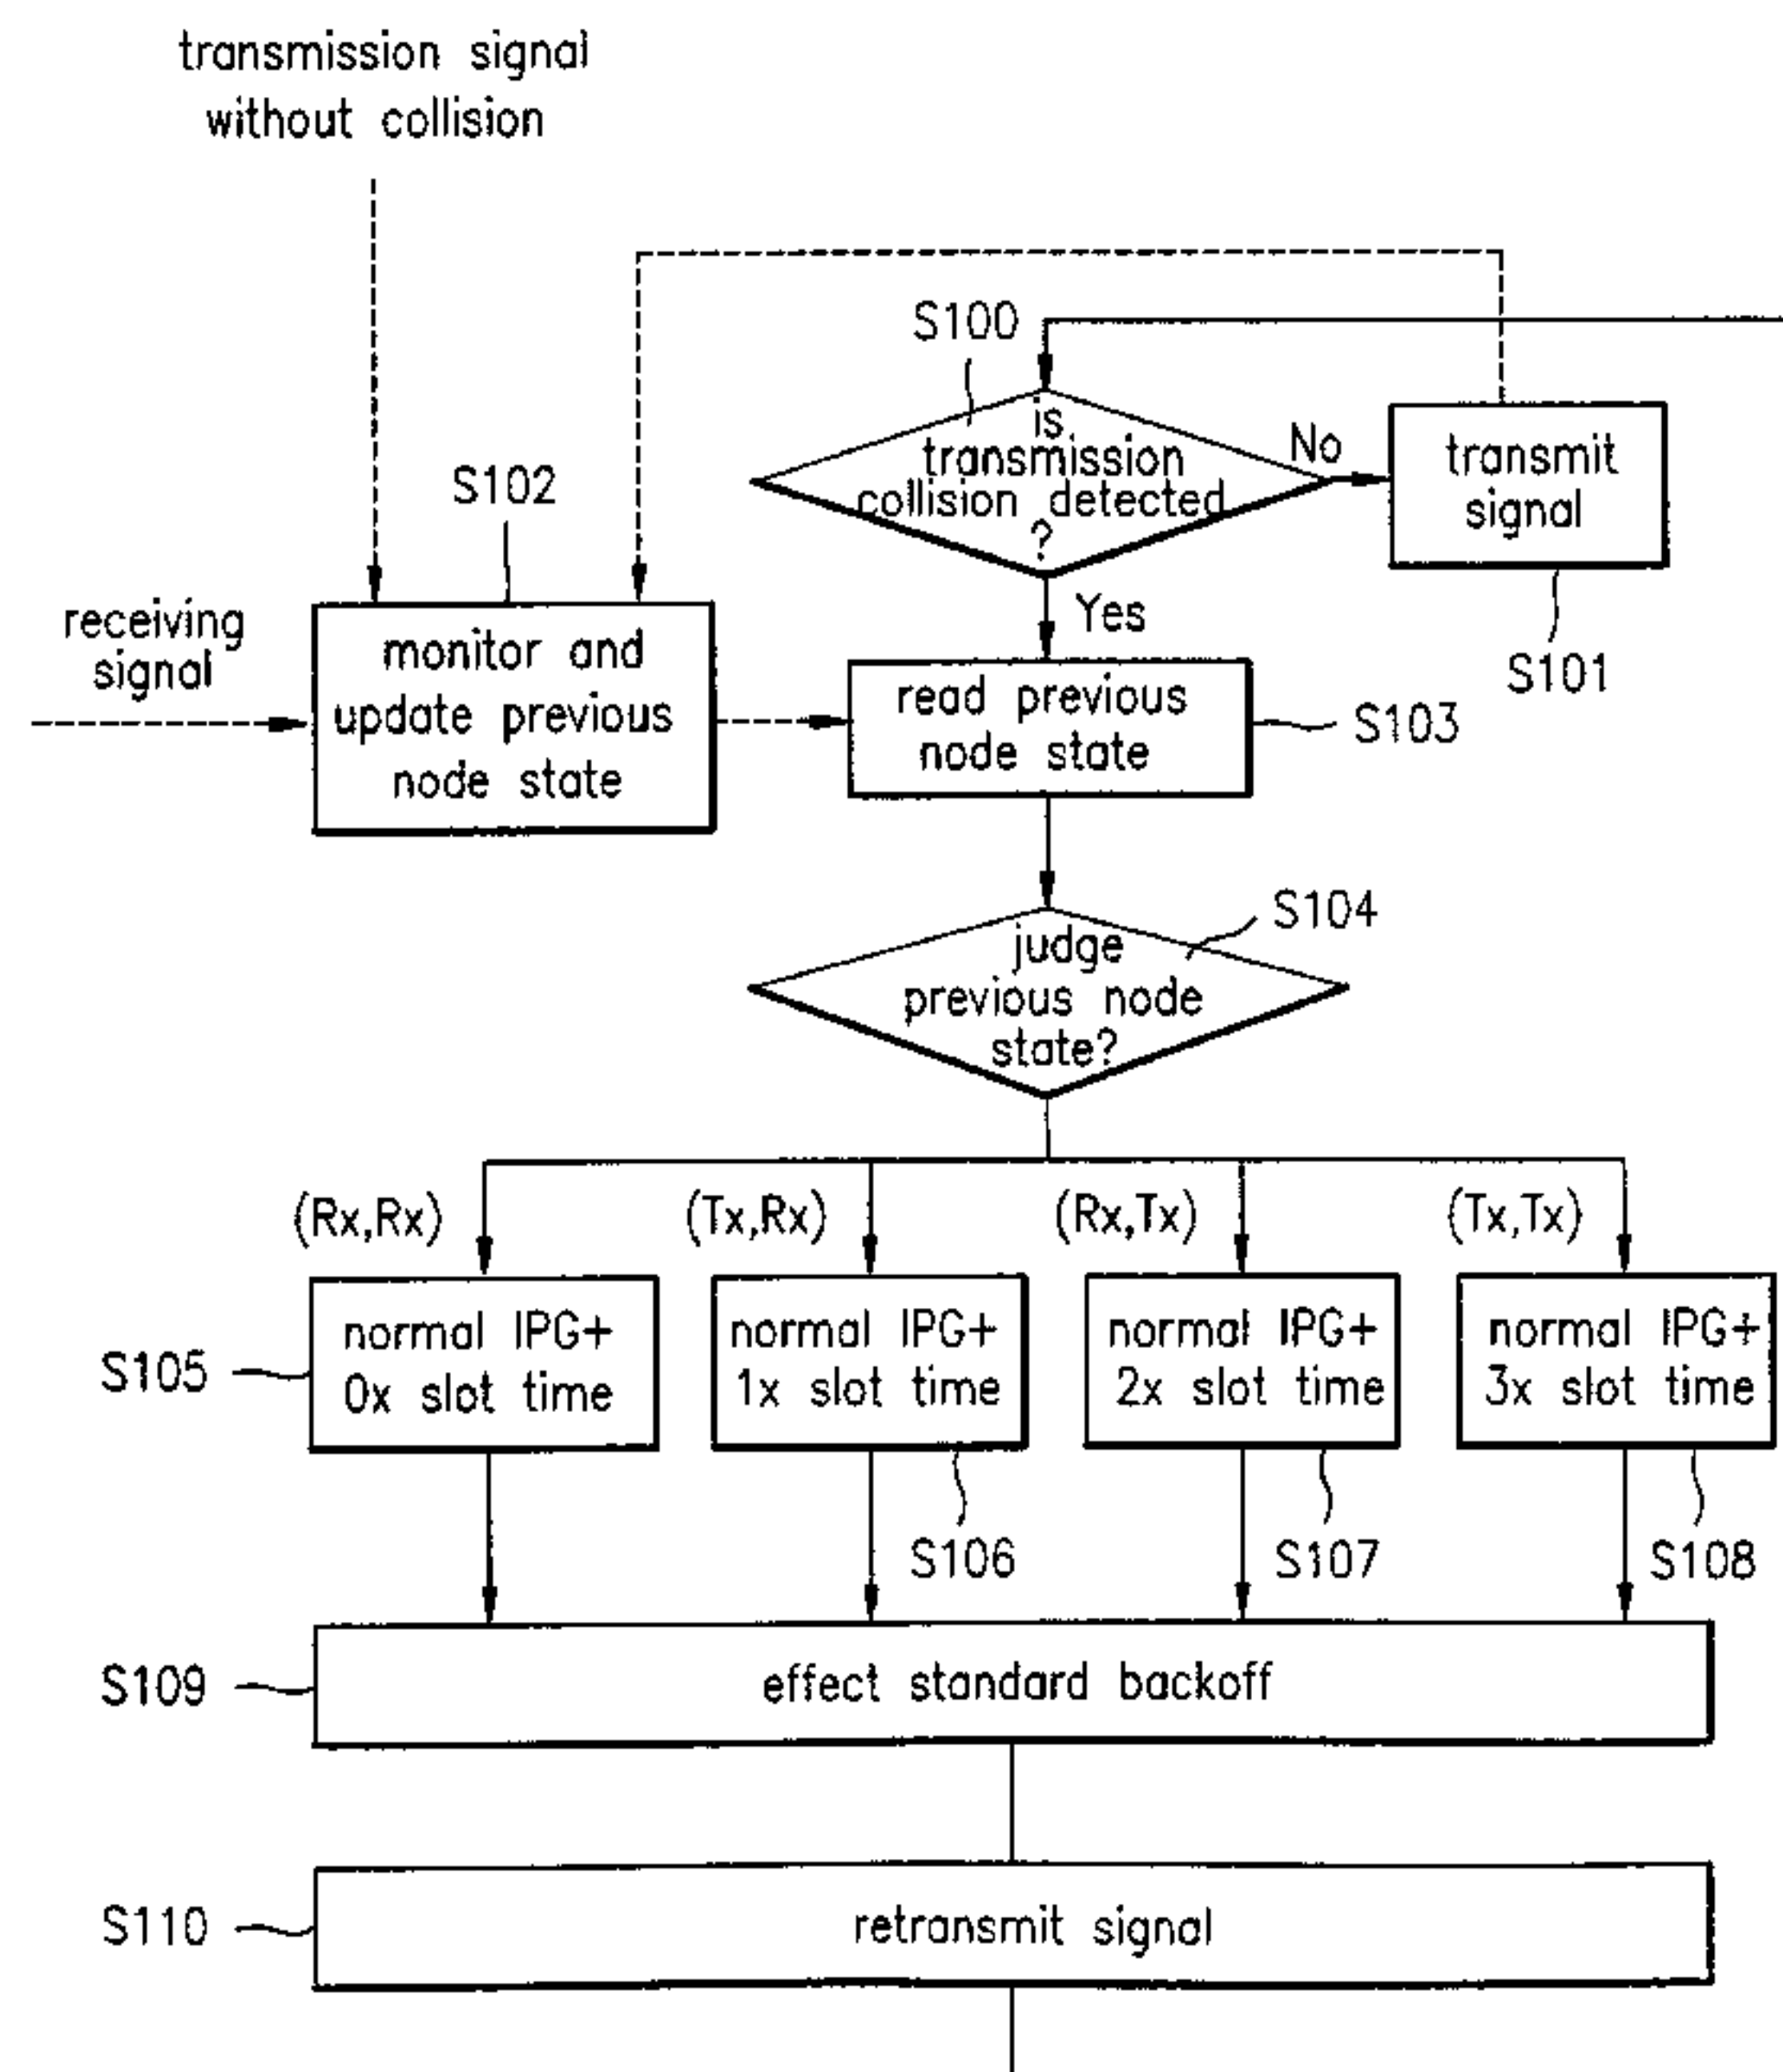 transmission signal
without collision
S100
is
transmission
collision detected
?
No
transmit
signal
S101
Yes
S102
receiving
signal
monitor and
update previous
node state
read previous
node state
S103
S104
judge
previous node
state?
(Rx,Rx)
(Tx,Rx)
(Rx,Tx)
(Tx,Tx)
S105
normal IPG+
0x slot time
normal IPG+
1x slot time
normal IPG+
2x slot time
normal IPG+
3x slot time
S106
S107
S108
S109
effect standard backoff
S110
retransmit signal